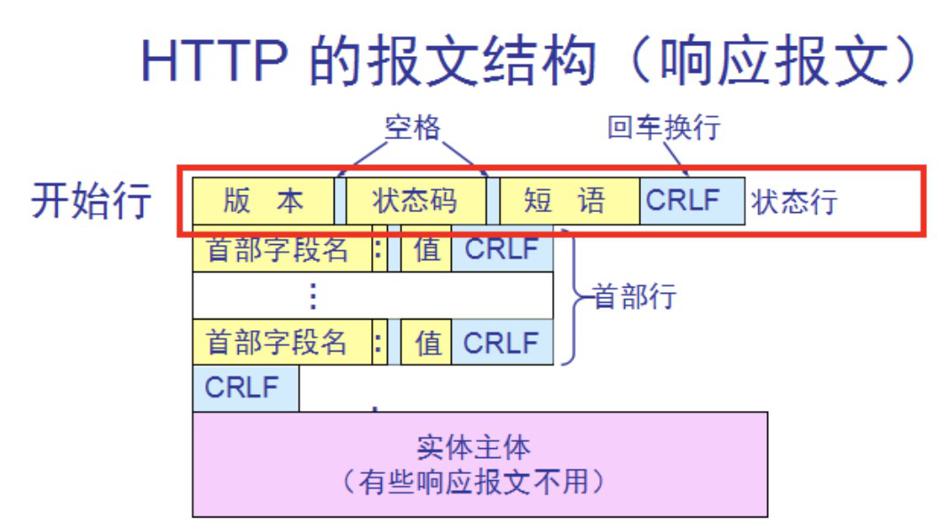 HTTP 的报文结构（响应报文）
空格 回车换行
开始行 版 本 状态码 短 语 CRLF 状态行
首部字段名 : 值 CRLF
⋮ 首部行
首部字段名 : 值 CRLF
CRLF
实体主体
（有些响应报文不用）